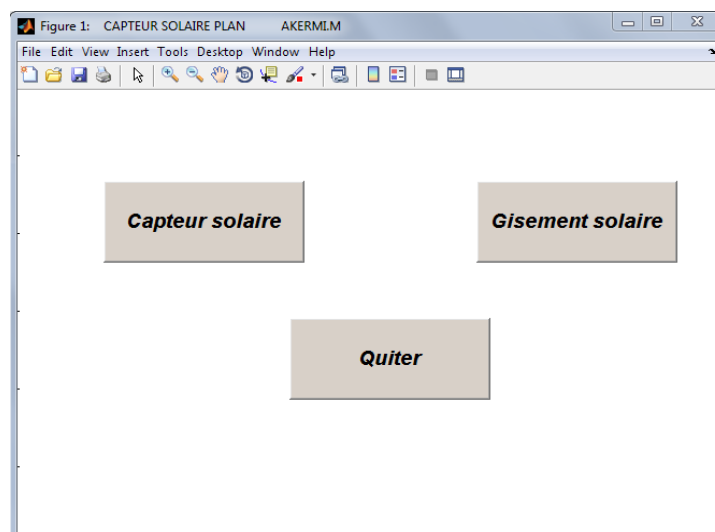 Figure 1: CAPTEUR SOLAIRE PLAN AKERMI.M
File Edit View Insert Tools Desktop Window Help
Capteur solaire
Gisement solaire
Quiter